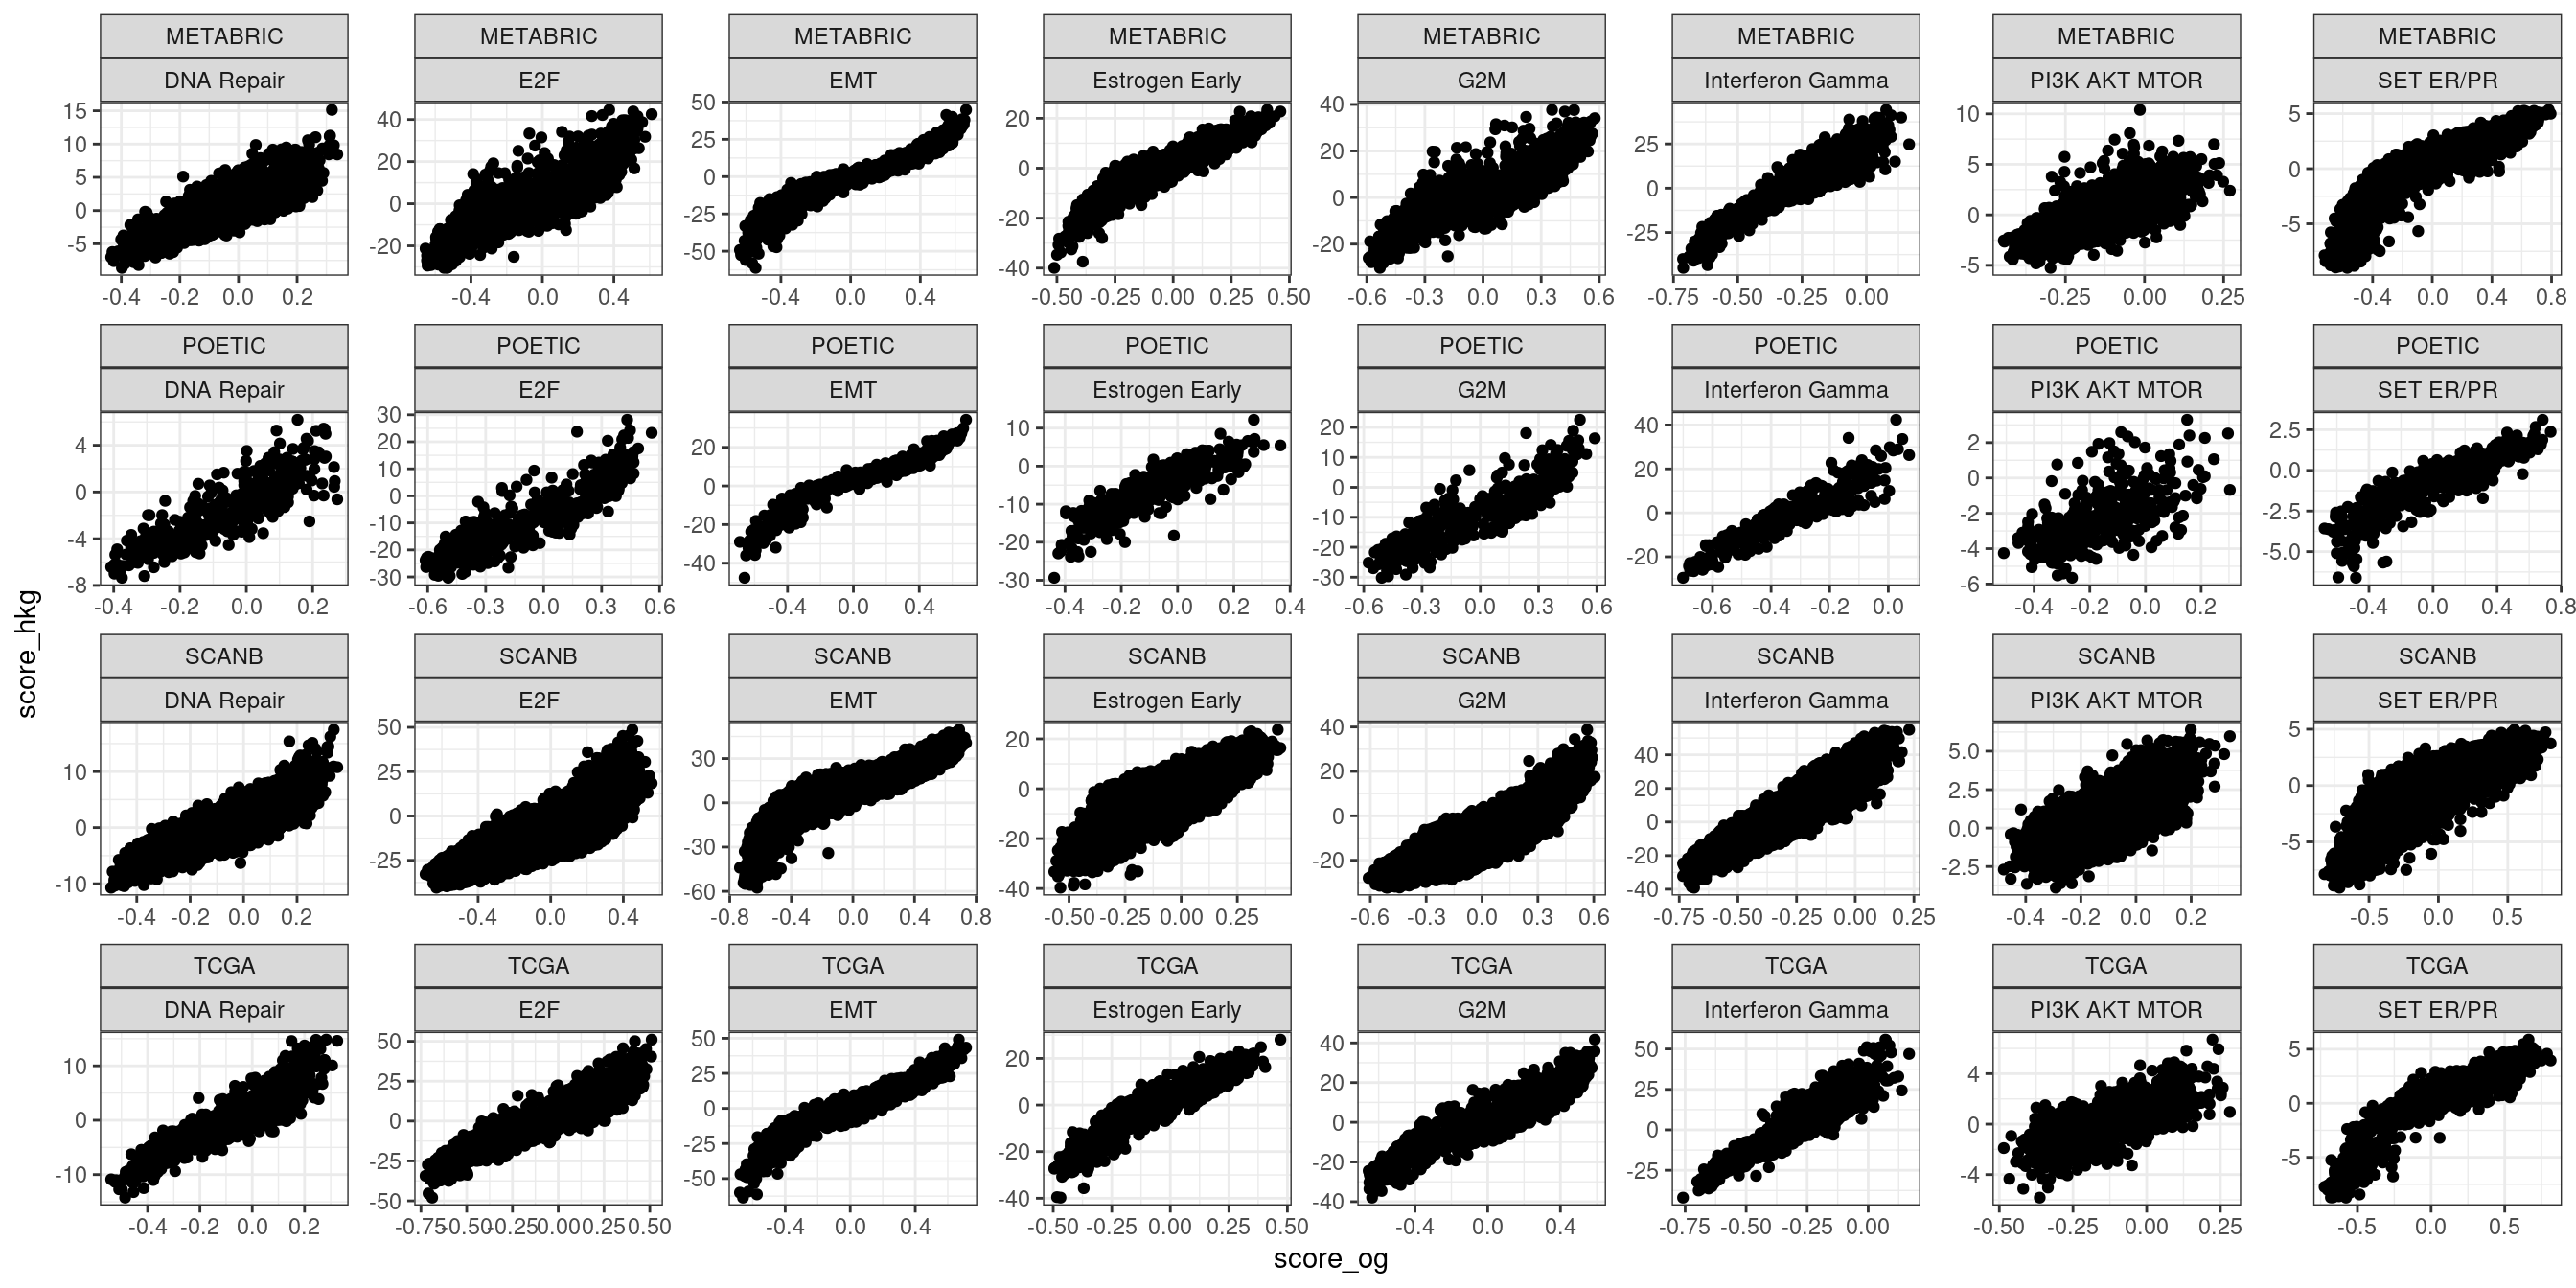 METABRIC METABRIC METABRIC METABRIC METABRIC METABRIC METABRIC METABRIC
DNA Repair E2F EMT Estrogen Early G2M Interferon Gamma PI3K AKT MTOR SET ER/PR
15 10 5 0 -5
40 20 0 -20
50 25 0 -25 -50
20 0 -20 -40
40 20 0 -20
25 0 -25
10 5 0 -5
5 0 -5
-0.4 -0.2 0.0 0.2
-0.4 0.0 0.4
-0.4 0.0 0.4
-0.50 -0.25 0.00 0.25 0.50
-0.6 -0.3 0.0 0.3 0.6
-0.75 -0.50 -0.25 0.00
-0.25 0.00 0.25
-0.4 0.0 0.4 0.8
POETIC POETIC POETIC POETIC POETIC POETIC POETIC POETIC
DNA Repair E2F EMT Estrogen Early G2M Interferon Gamma PI3K AKT MTOR SET ER/PR
4 0 -4 -8
30 20 10 0 -10 -20 -30
20 0 -20 -40
10 0 -10 -20 -30
20 10 0 -10 -20 -30
40 20 0 -20
2 0 -2 -4 -6
2.5 0.0 -2.5 -5.0
-0.4 -0.2 0.0 0.2
-0.6 -0.3 0.0 0.3 0.6
-0.4 0.0 0.4
-0.4 -0.2 0.0 0.2 0.4
-0.6 -0.3 0.0 0.3 0.6
-0.6 -0.4 -0.2 0.0
-0.4 -0.2 0.0 0.2
-0.4 0.0 0.4 0.8
score_hkg
SCANB SCANB SCANB SCANB SCANB SCANB SCANB SCANB
DNA Repair E2F EMT Estrogen Early G2M Interferon Gamma PI3K AKT MTOR SET ER/PR
10 0 -10
50 25 0 -25
30 0 -30 -60
20 0 -20 -40
40 20 0 -20
40 20 0 -20 -40
5.0 2.5 0.0 -2.5
5 0 -5
-0.4 -0.2 0.0 0.2
-0.4 0.0 0.4
-0.8 -0.4 0.0 0.4 0.8
-0.50 -0.25 0.00 0.25
-0.6 -0.3 0.0 0.3 0.6
-0.75 -0.50 -0.25 0.00 0.25
-0.4 -0.2 0.0 0.2
-0.5 0.0 0.5
TCGA TCGA TCGA TCGA TCGA TCGA TCGA TCGA
DNA Repair E2F EMT Estrogen Early G2M Interferon Gamma PI3K AKT MTOR SET ER/PR
10 0 -10
50 25 0 -25 -50
50 25 0 -25 -50
20 0 -20 -40
40 20 0 -20 -40
50 25 0 -25
4 0 -4
5 0 -5
-0.4 -0.2 0.0 0.2
-0.75 -0.50 -0.25 0.00 0.25 0.50
-0.4 0.0 0.4
-0.50 -0.25 0.00 0.25 0.50
-0.4 0.0 0.4
-0.75 -0.50 -0.25 0.00
-0.50 -0.25 0.00 0.25
-0.5 0.0 0.5
score_og